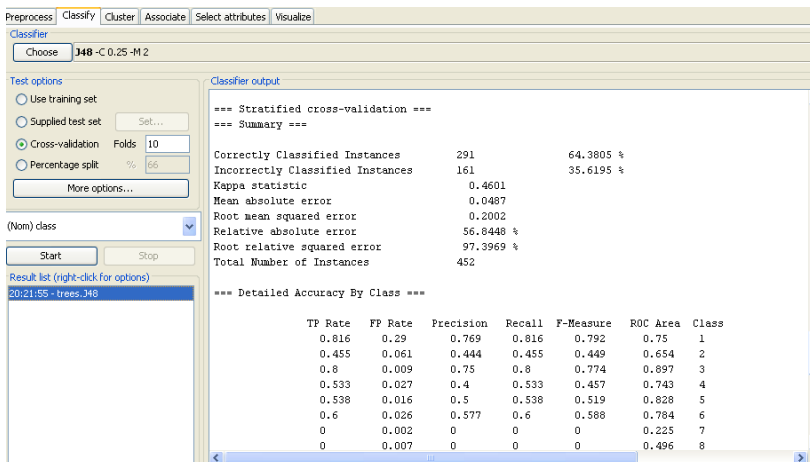 Preprocess Classify Cluster Associate Select attributes Visualize
Classifier
Choose J48 -C 0.25 -M 2
Test options
Use training set
Supplied test set Set...
Cross-validation Folds 10
Percentage split % 66
More options...
(Nom) class
Start Stop
Result list (right-click for options)
20:21:55 - trees.J48
Classifier output
=== Stratified cross-validation ===
=== Summary ===
Correctly Classified Instances 291 64.3805 %
Incorrectly Classified Instances 161 35.6195 %
Kappa statistic 0.4601
Mean absolute error 0.0487
Root mean squared error 0.2002
Relative absolute error 56.8448 %
Root relative squared error 97.3969 %
Total Number of Instances 452
=== Detailed Accuracy By Class ===
TP Rate FP Rate Precision Recall F-Measure ROC Area Class
0.816 0.29 0.769 0.816 0.792 0.75 1
0.455 0.061 0.444 0.455 0.449 0.654 2
0.8 0.009 0.75 0.8 0.774 0.897 3
0.533 0.027 0.4 0.533 0.457 0.743 4
0.538 0.016 0.5 0.538 0.519 0.828 5
0.6 0.026 0.577 0.6 0.588 0.784 6
0 0.002 0 0 0 0.225 7
0 0.007 0 0 0 0.496 8